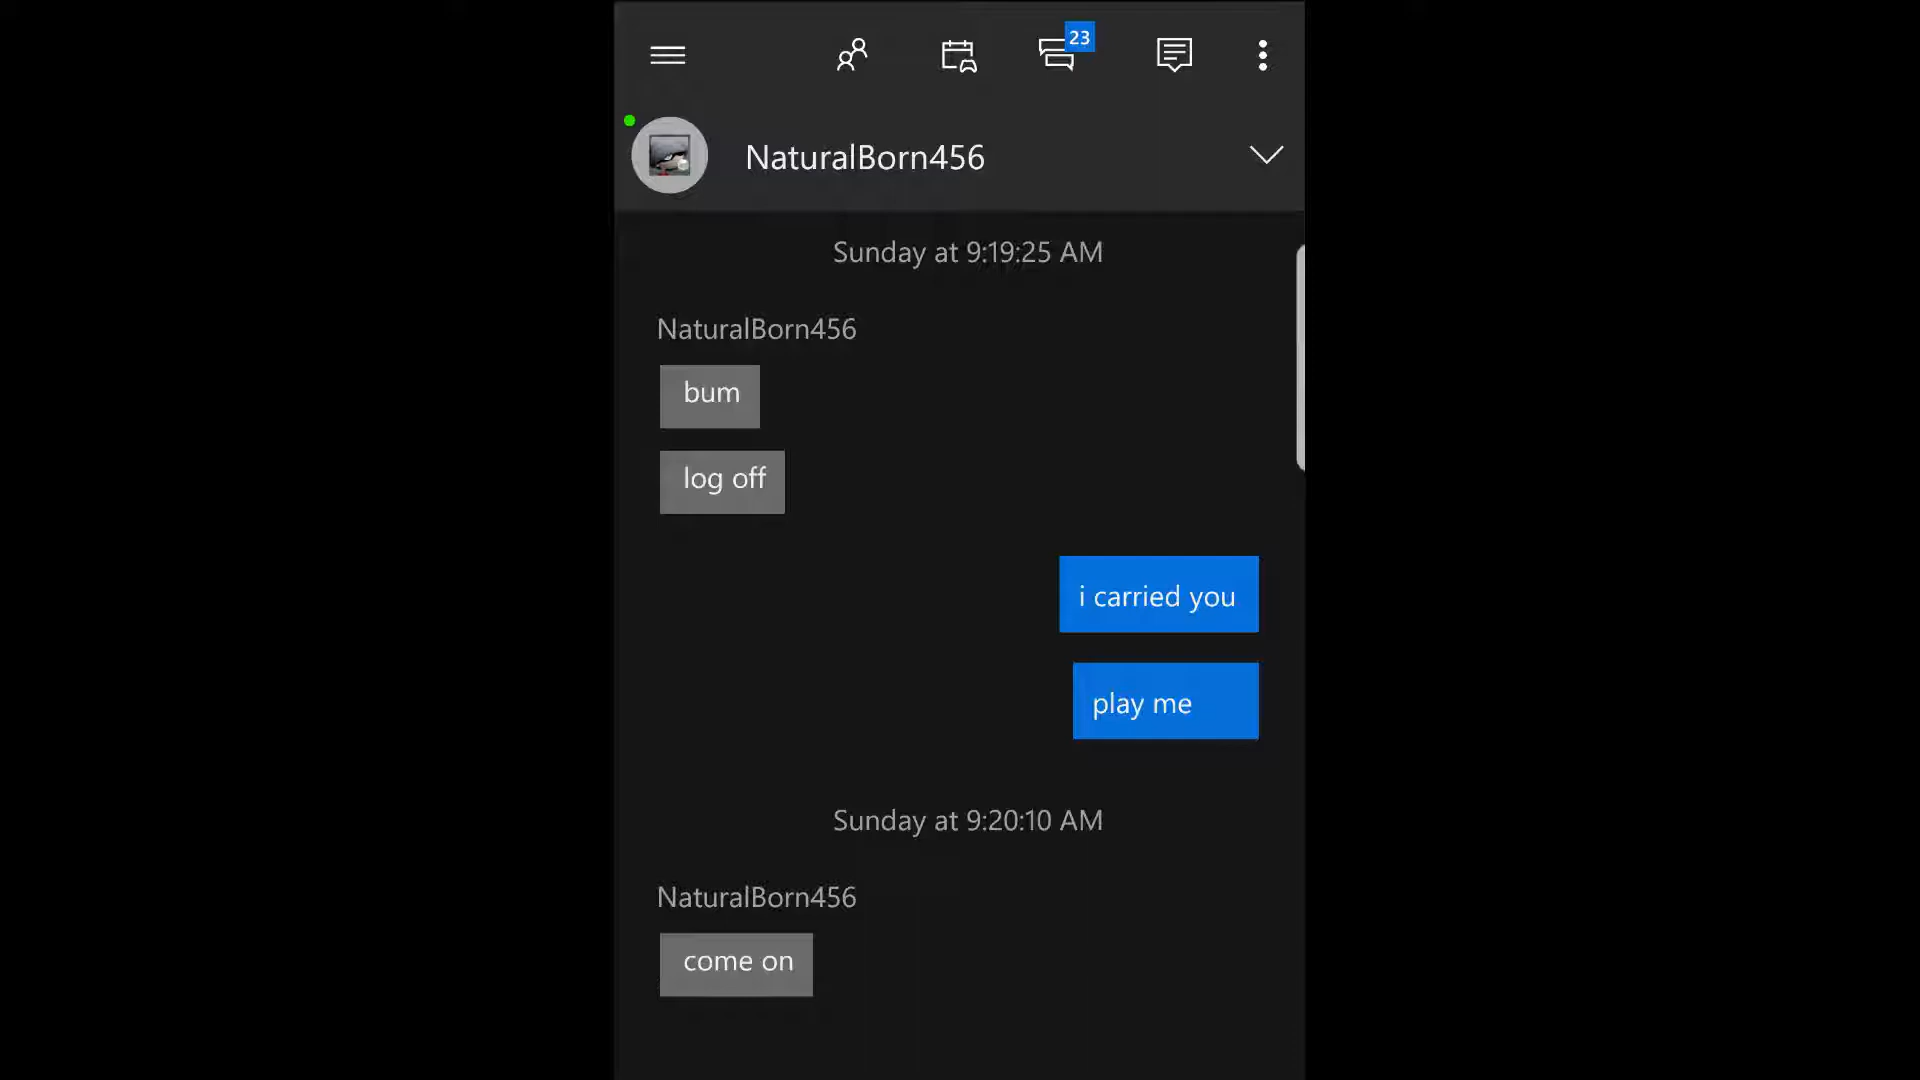 23
NaturalBorn456
Sunday at 9:19:25 AM
NaturalBorn456
bum
log off
i carried you
play me
Sunday at 9:20:10 AM
NaturalBorn456
come on